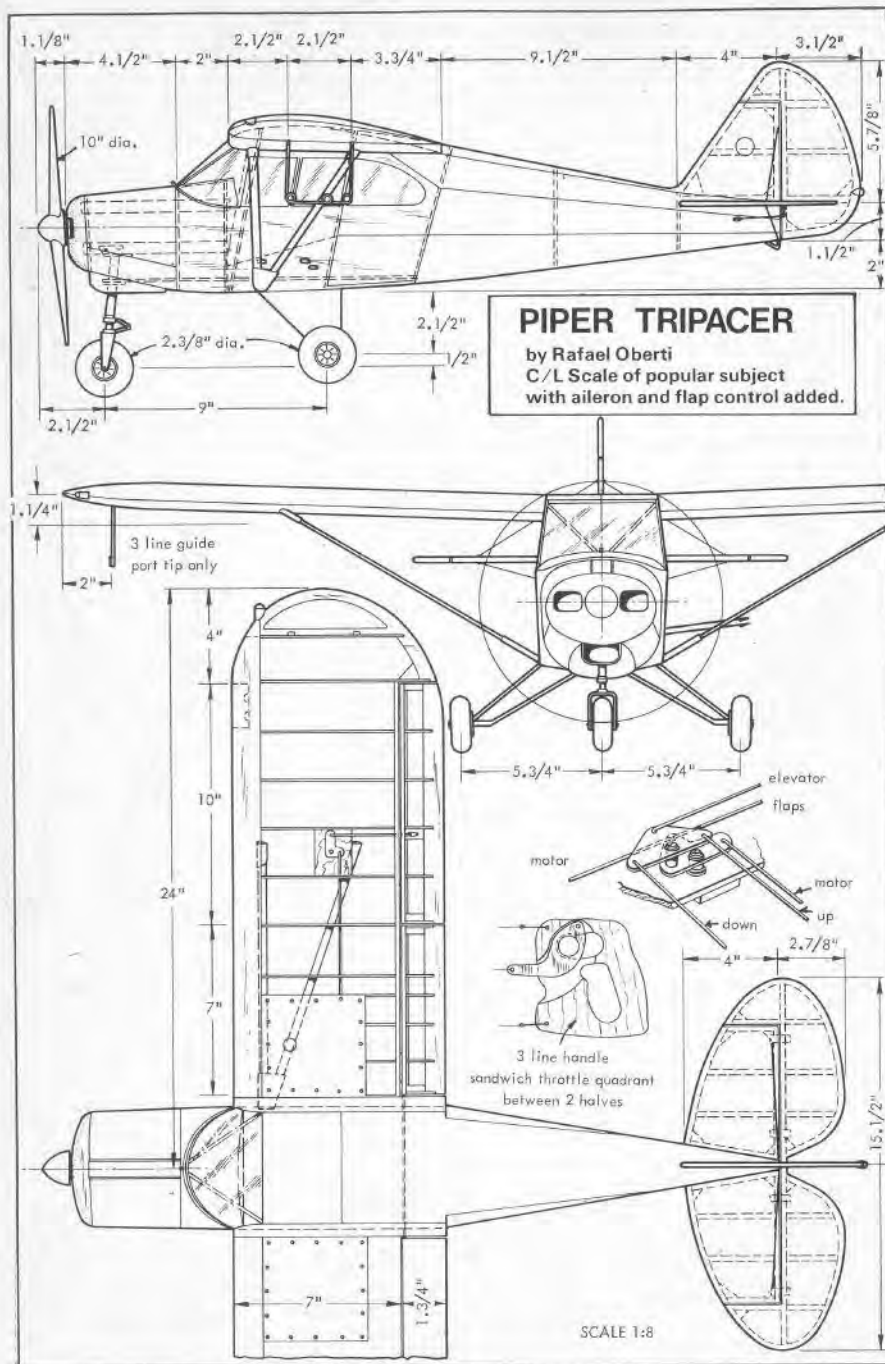 1.1/8"
4.1/2"
2"
2.1/2"
2.1/2"
3.3/4"
9.1/2"
4"
3.1/2"
10" dia.
5.7/8"
1.1/2"
2"
2.3/8" dia.
2.1/2"
1/2"
9"
2.1/2"
PIPER TRIPACER
by Rafael Oberti
C/L Scale of popular subject
with aileron and flap control added.
1.1/4"
3 line guide
port tip only
2"
4"
10"
24"
7"
5.3/4"
5.3/4"
elevator
flaps
motor
motor
up
down
4"
2.7/8"
3 line handle
sandwich throttle quadrant
between 2 halves
15.1/2"
7"
1.3/4"
SCALE 1:8